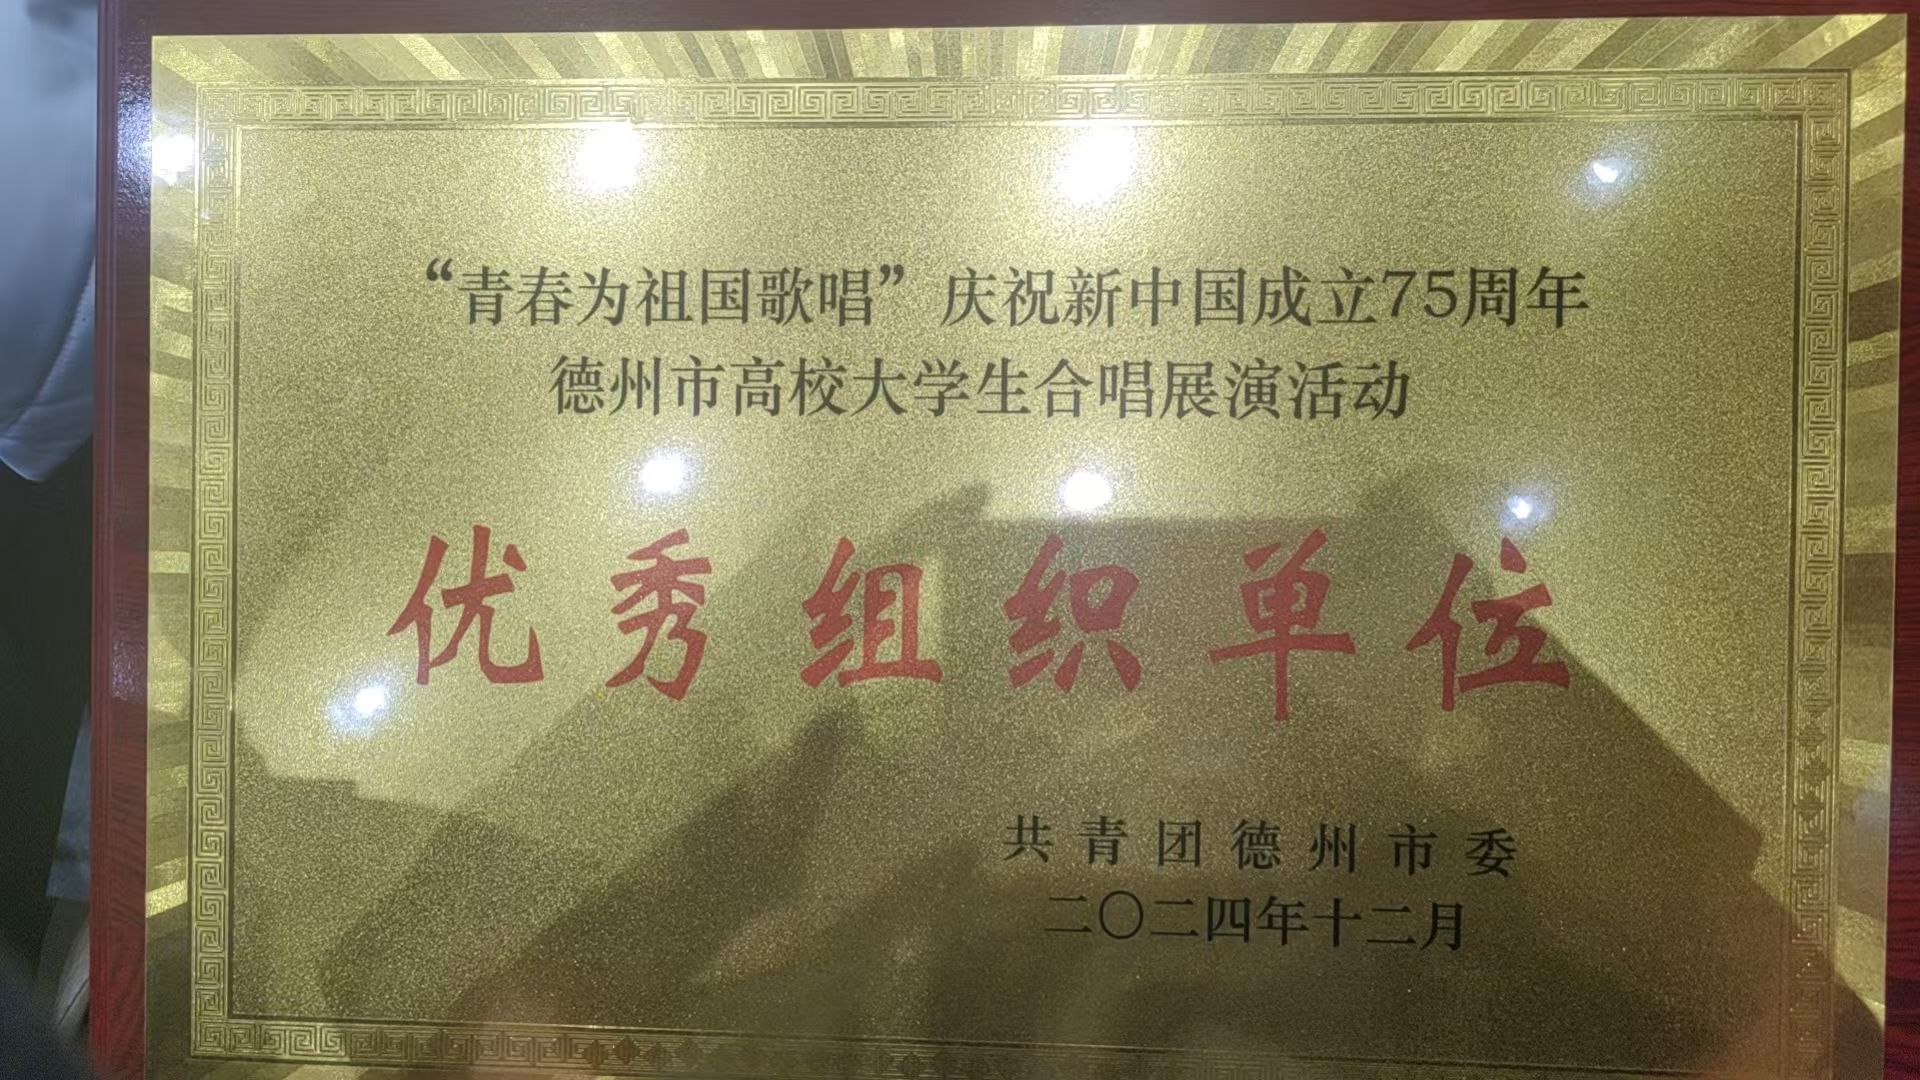 “青春为祖国歌唱”庆祝新中国成立75周年
德州市高校大学生合唱展演活动
优秀组织单位
共青团德州市委
二〇二四年十二月